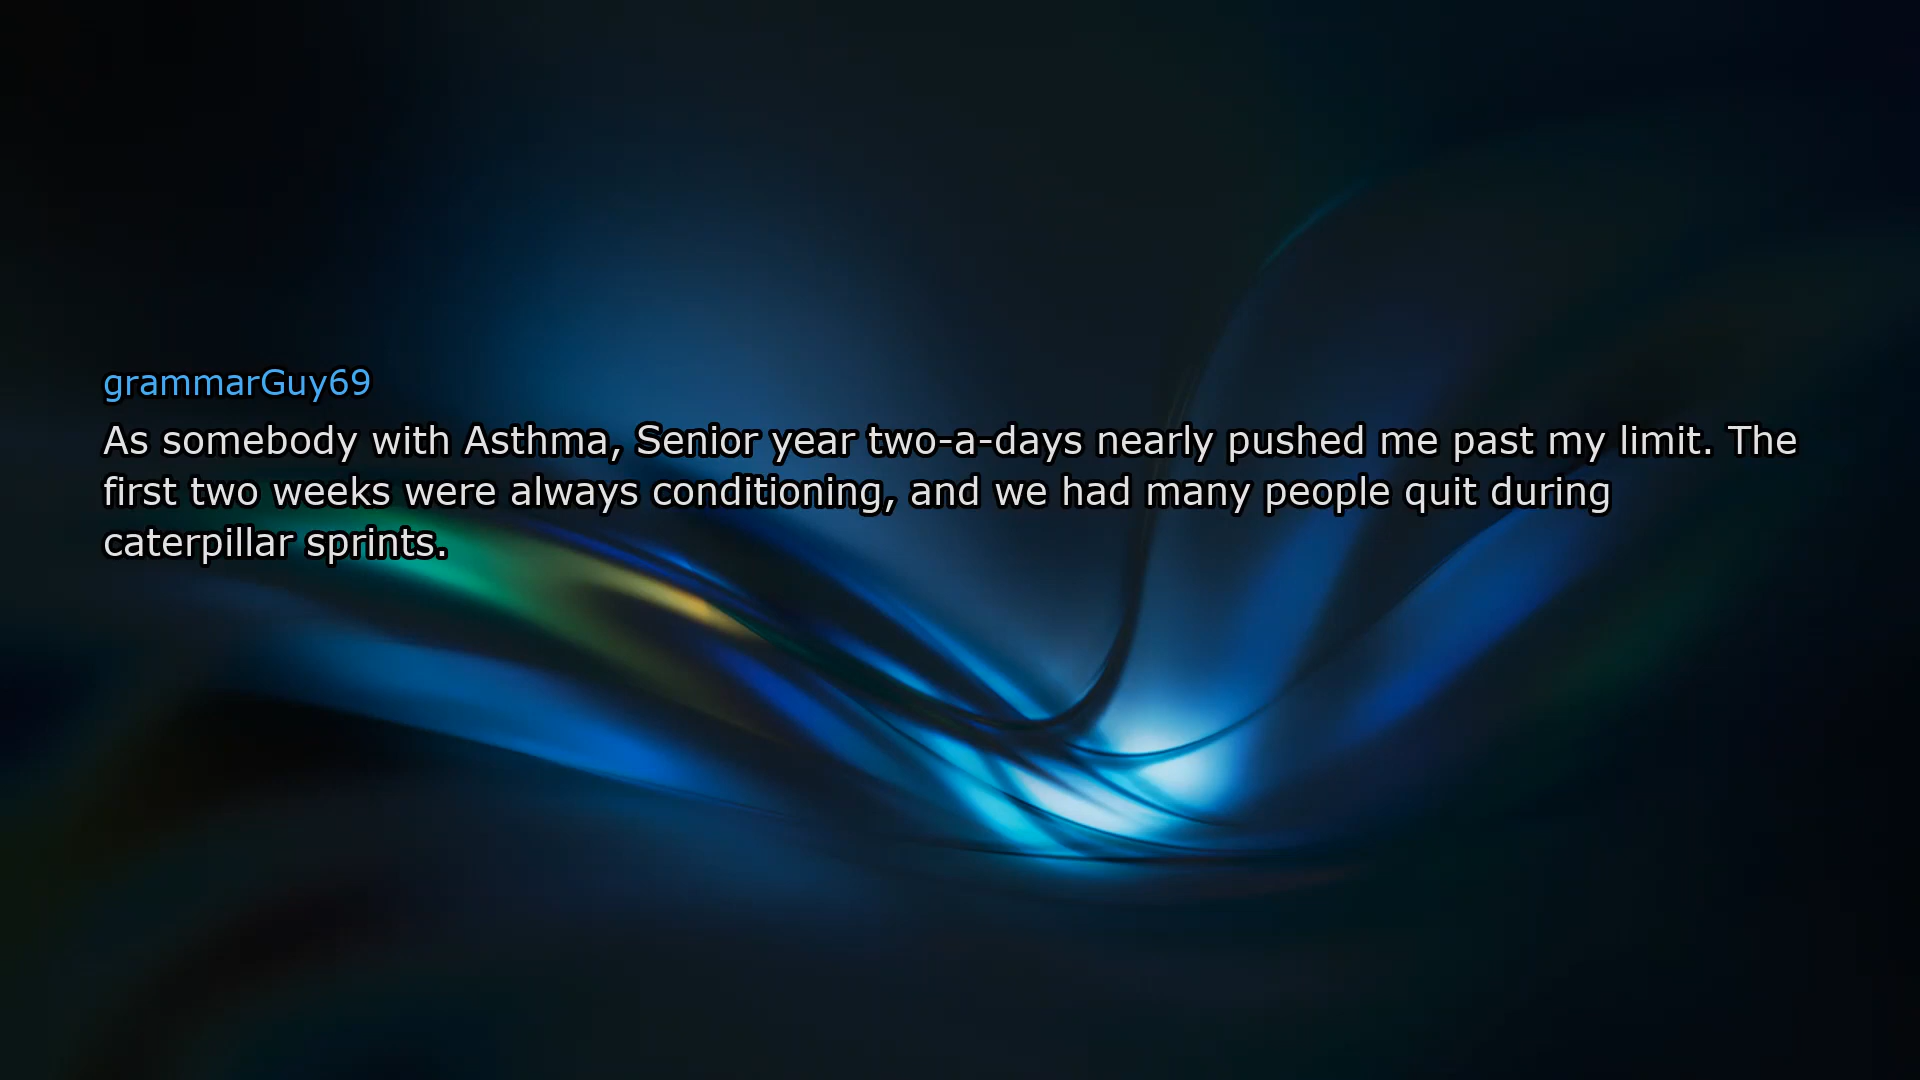 grammarGuy69
As somebody with Asthma, Senior year two-a-days nearly pushed me past my limit. The
first two weeks were always conditioning, and we had many people quit during
caterpillar sprints.